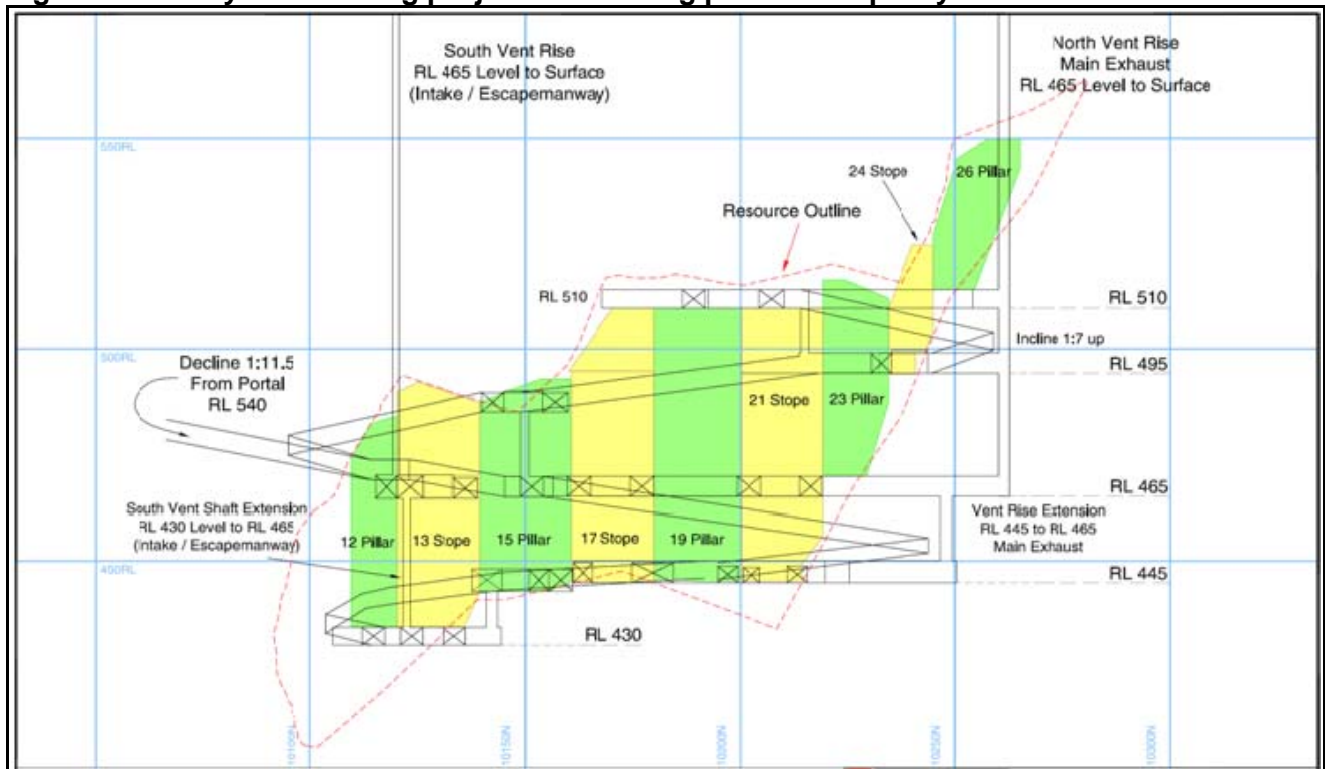 South Vent Rise
RL 465 Level to Surface
(Intake / Escapemanway)
North Vent Rise
Main Exhaust
RL 465 Level to Surface
550RL
24 Stope
26 Pillar
Resource Outline
RL 510
RL 510
Incline 1:7 up
500RL
RL 495
Decline 1:11.5
From Portal
RL 540
21 Stope
23 Pillar
RL 465
South Vent Shaft Extension
RL 430 Level to RL 465
(Intake / Escapemanway)
Vent Rise Extension
RL 445 to RL 465
Main Exhaust
12 Pillar
13 Stope
15 Pillar
17 Stope
19 Pillar
450RL
RL 445
RL 430
10100N
10150N
10200N
10250N
10300N